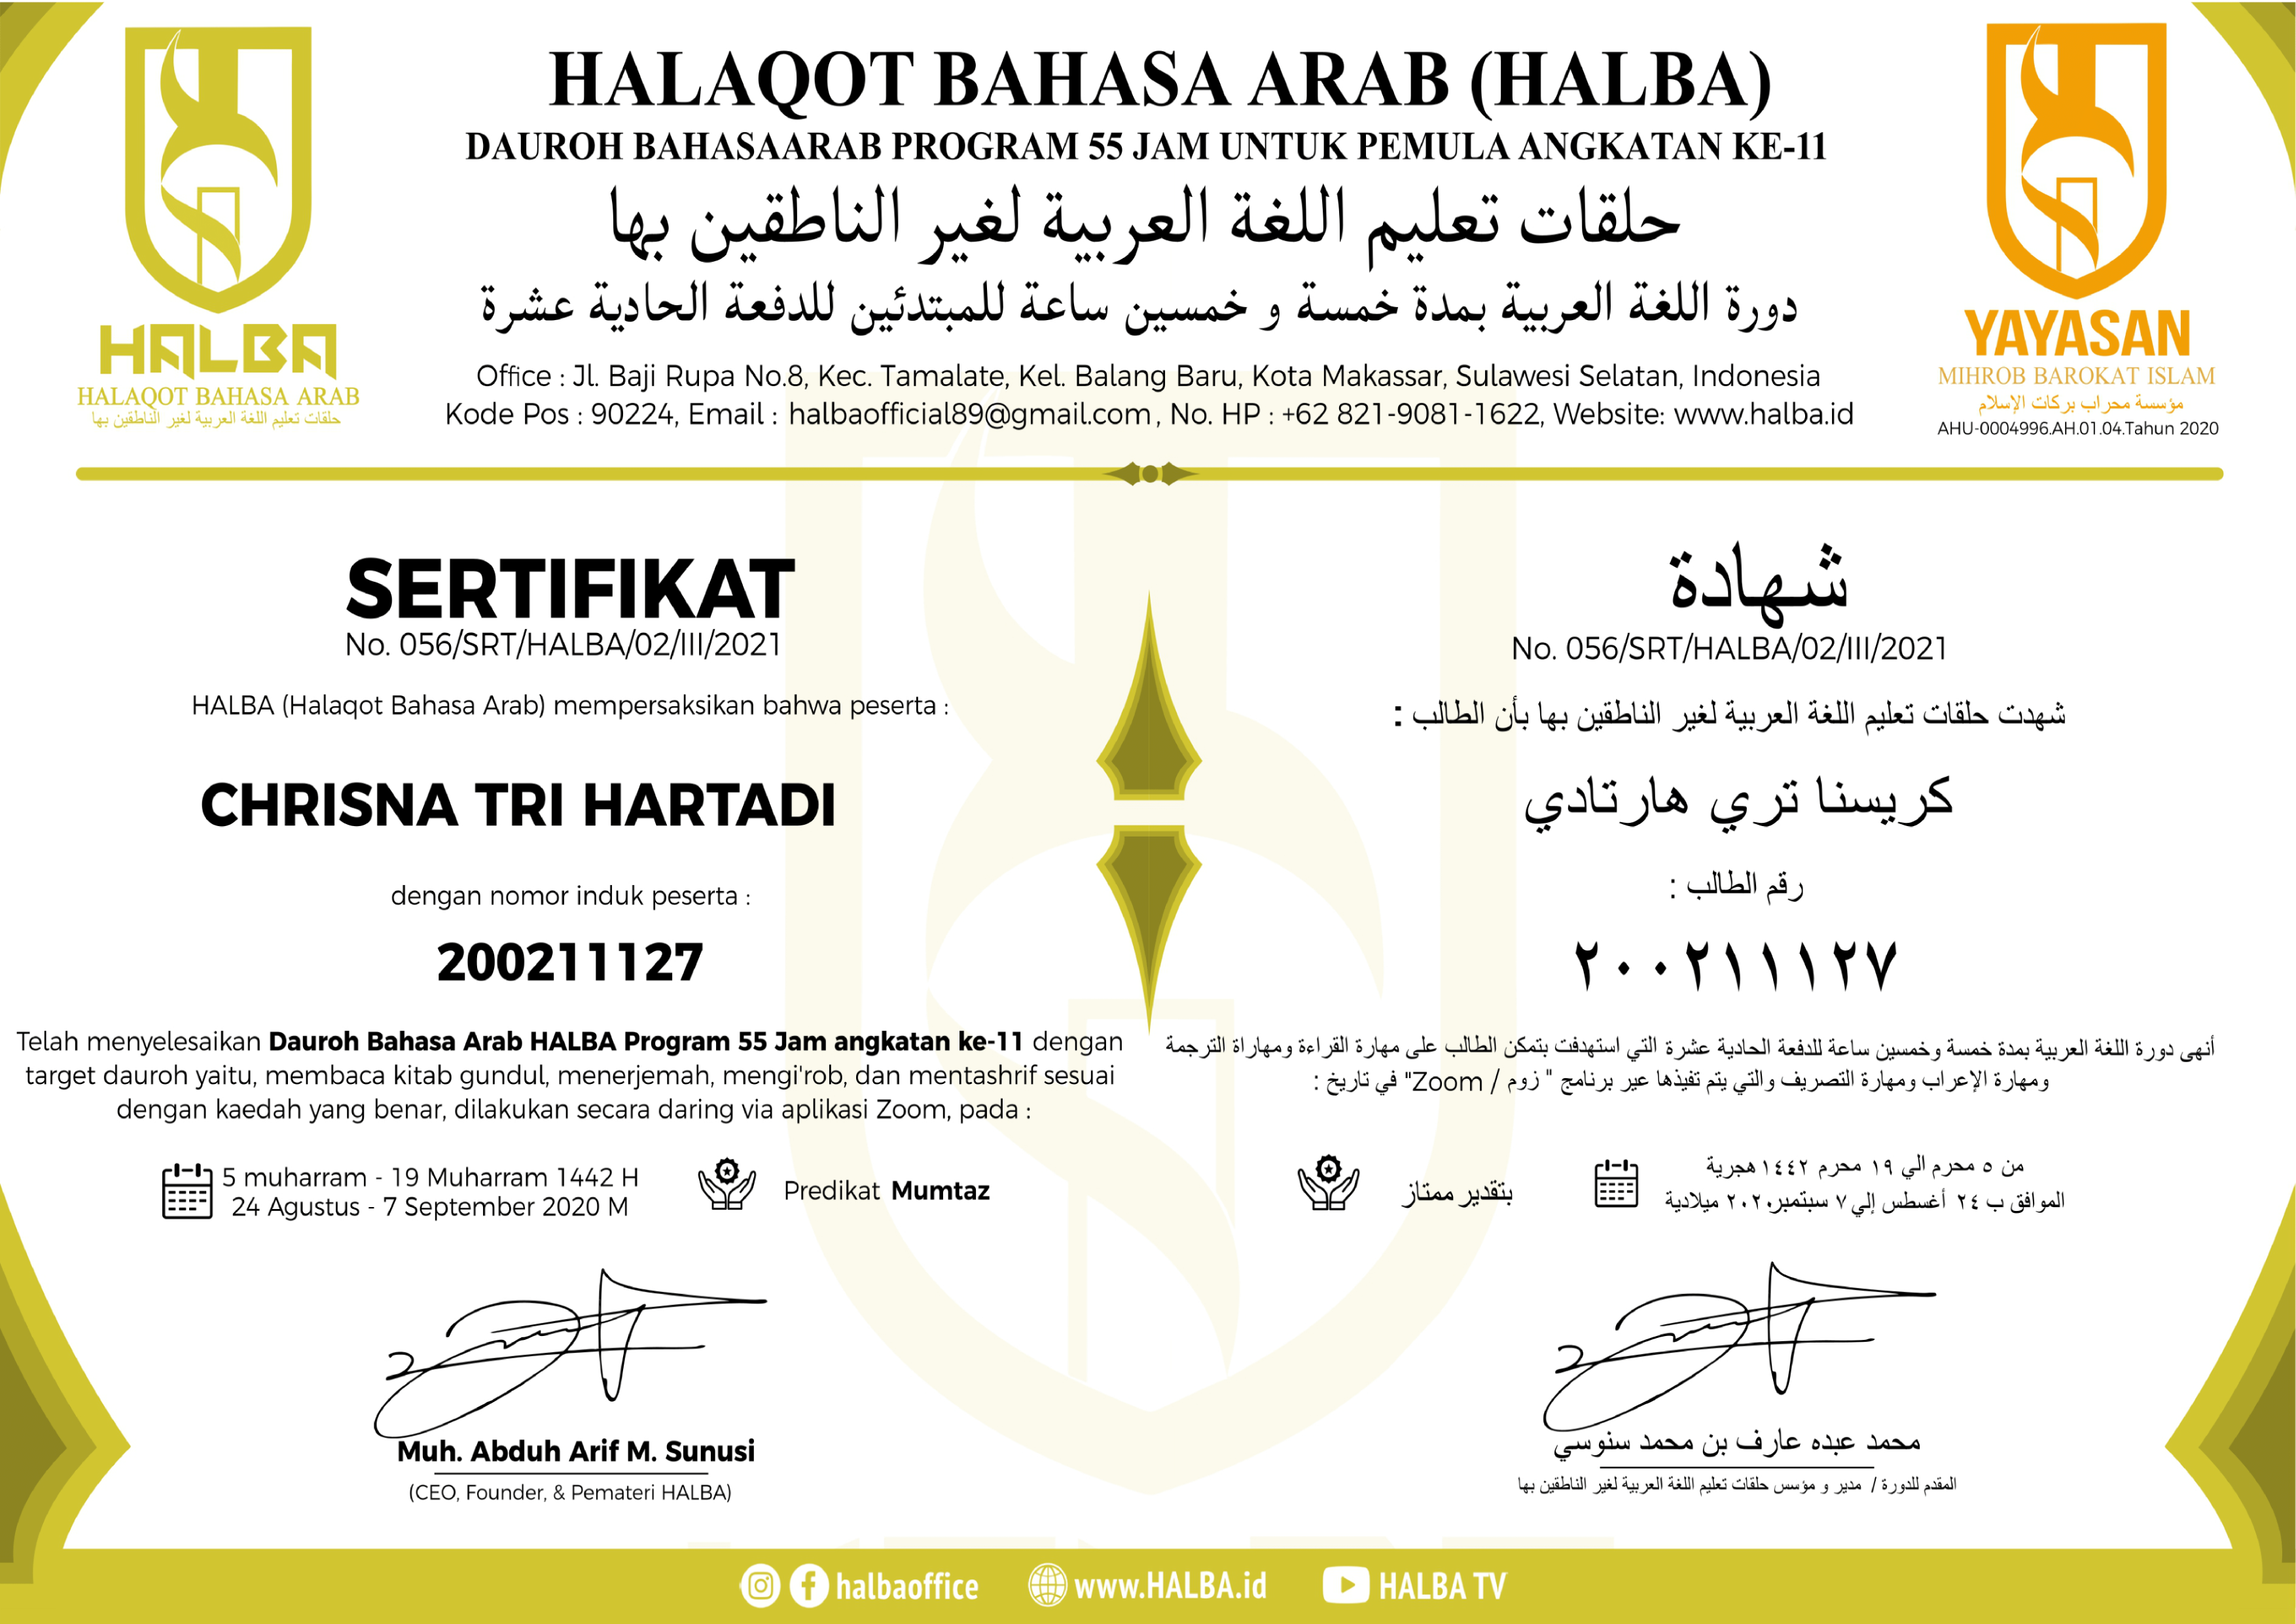 HALAQOT BAHASA ARAB (HALBA)
DAUROH BAHASAARAB PROGRAM 55 JAM UNTUK PEMULA ANGKATAN KE-11
حلقات تعليم اللغة العربية لغير الناطقين بها
دورة اللغة العربية بمدة خمسة و خمسين ساعة للمبتدئين للدفعة الحادية عشرة
Office : Jl. Baji Rupa No.8, Kec. Tamalate, Kel. Balang Baru, Kota Makassar, Sulawesi Selatan, Indonesia
Kode Pos : 90224, Email : halbaofficial89@gmail.com, No. HP : +62 821-9081-1622, Website: www.halba.id
HALBA
HALAQOT BAHASA ARAB
حلقات تعليم اللغة العربية لغير الناطقين بها
YAYASAN
MIHROB BAROKAT ISLAM
مؤسسة محراب بركات الإسلام
AHU-0004996.AH.01.04.Tahun 2020
SERTIFIKAT
No. 056/SRT/HALBA/02/III/2021
HALBA (Halaqot Bahasa Arab) mempersaksikan bahwa peserta :
CHRISNA TRI HARTADI
dengan nomor induk peserta :
200211127
Telah menyelesaikan Dauroh Bahasa Arab HALBA Program 55 Jam angkatan ke-11 dengan
target dauroh yaitu, membaca kitab gundul, menerjemah, mengi'rob, dan mentashrif sesuai
dengan kaedah yang benar, dilakukan secara daring via aplikasi Zoom, pada :
5 muharram - 19 Muharram 1442 H
24 Agustus - 7 September 2020 M
Predikat Mumtaz
Muh. Abduh Arif M. Sunusi
(CEO, Founder, & Pemateri HALBA)
شهادة
No. 056/SRT/HALBA/02/III/2021
شهدت حلقات تعليم اللغة العربية لغير الناطقين بها بأن الطالب :
كريسنا تري هارتادي
رقم الطالب :
٢٠٠٢١١١٢٧
أنهى دورة اللغة العربية بمدة خمسة وخمسين ساعة للدفعة الحادية عشرة التي استهدفت بتمكن الطالب على مهارة القراءة ومهاراة الترجمة
ومهارة الإعراب ومهارة التصريف والتي يتم تفيذها عير برنامج " زوم / Zoom" في تاريخ :
من ٥ محرم الي ١٩ محرم ١٤٤٢ هجرية
الموافق ب ٢٤ أغسطس إلي ٧ سبتمبر٢٠٢٠ ميلادية
بتقدير ممتاز
محمد عبده عارف بن محمد سنوسي
المقدم للدورة / مدير و مؤسس حلقات تعليم اللغة العربية لغير الناطقين بها
halbaoffice
www.HALBA.id
HALBA TV